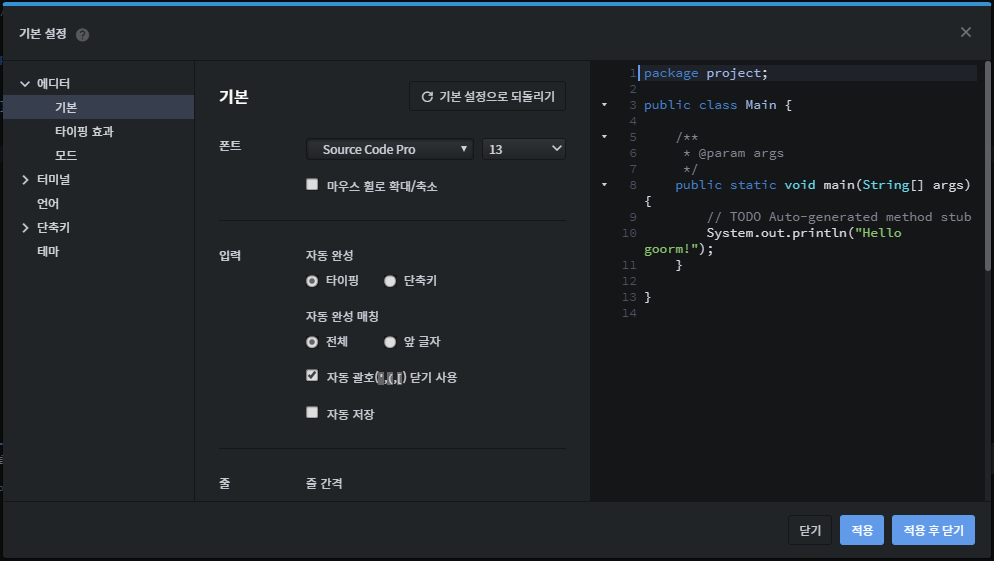 기본 설정 ?
에디터
기본
타이핑 효과
모드
터미널
언어
단축키
테마
기본
기본 설정으로 되돌리기
폰트
Source Code Pro
13
마우스 휠로 확대/축소
입력
자동 완성
타이핑 단축키
자동 완성 매칭
전체 앞 글자
자동 괄호(',(,[) 닫기 사용
자동 저장
줄
줄 간격
1 package project;
2
3 public class Main {
4
5 /**
6 * @param args
7 */
8 public static void main(String[] args)
{
9 // TODO Auto-generated method stub
10 System.out.println("Hello
goorm!");
11 }
12
13 }
14
닫기
적용
적용 후 닫기